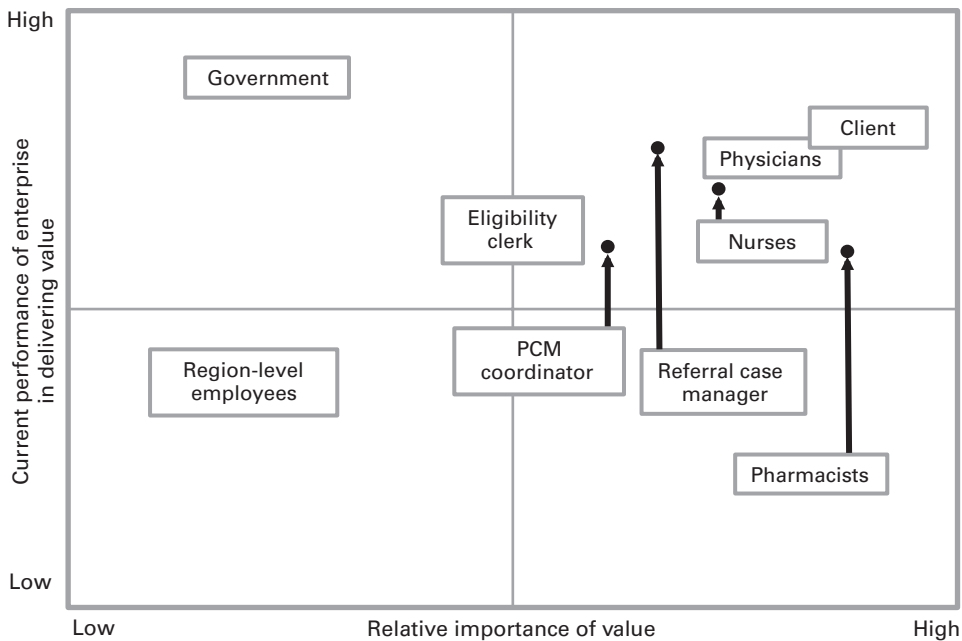 High
Government
Client
Physicians
Eligibility
clerk
Nurses
Current performance of enterprise
in delivering value
PCM
coordinator
Referral case
manager
Region-level
employees
Pharmacists
Low
Low
Relative importance of value
High